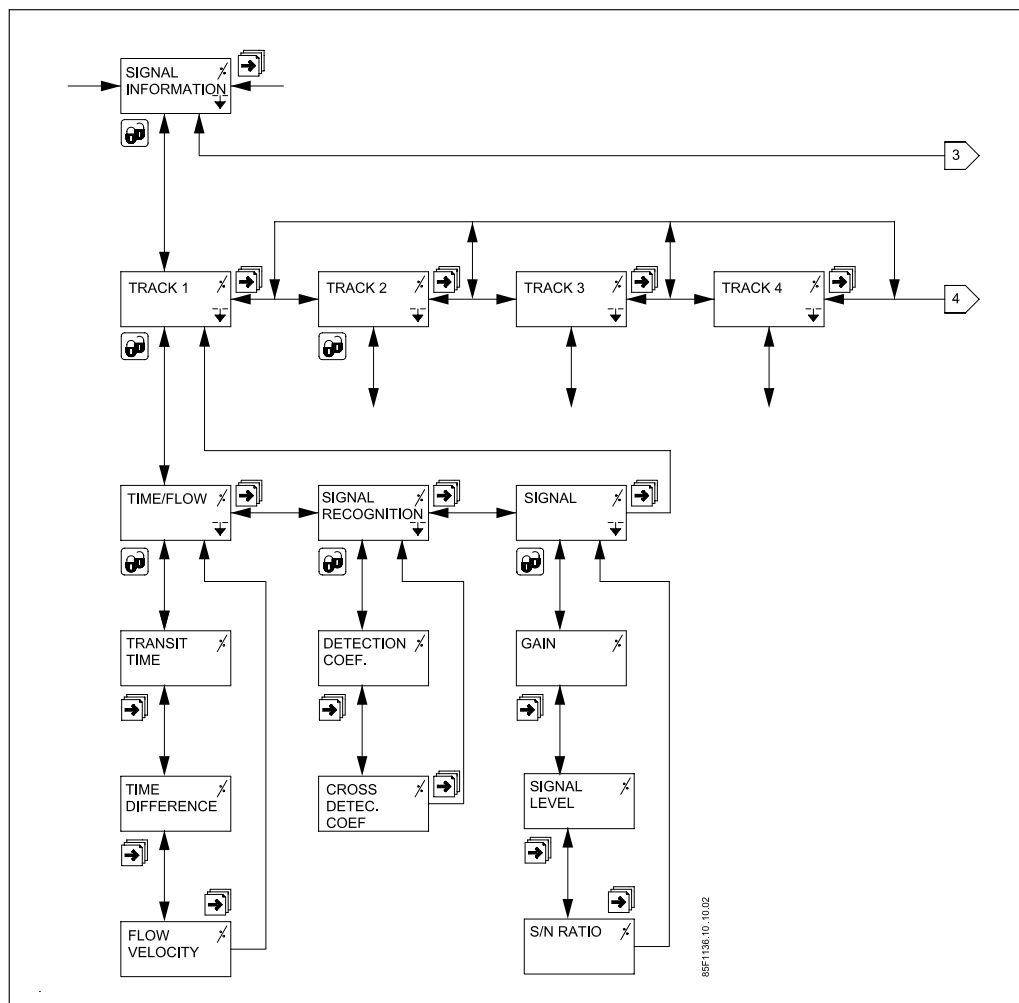 SIGNAL
INFORMATION
3
TRACK 1
TRACK 2
TRACK 3
TRACK 4
4
TIME/FLOW
SIGNAL
RECOGNITION
SIGNAL
TRANSIT
TIME
DETECTION
COEF.
GAIN
TIME
DIFFERENCE
CROSS
DETEC.
COEF
SIGNAL
LEVEL
FLOW
VELOCITY
S/N RATIO
85F1136.10.10.02